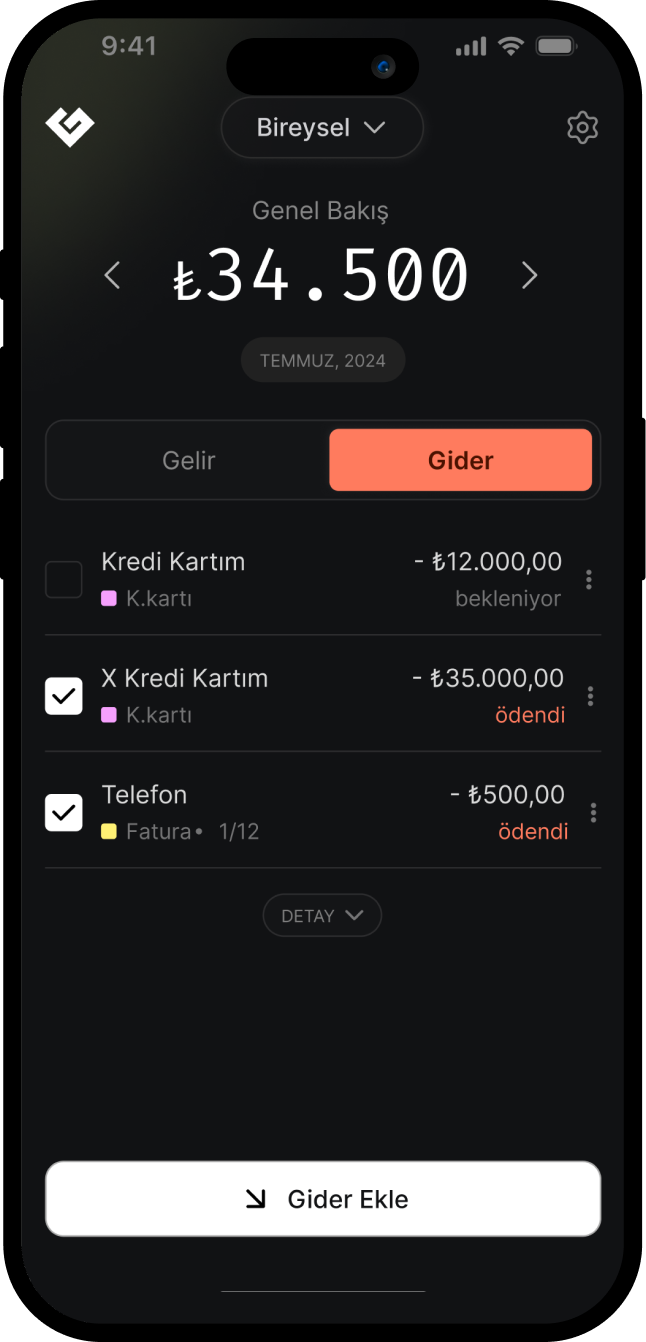 9:41
Bireysel
Genel Bakış
₺34.500
TEMMUZ, 2024
Gelir
Gider
Kredi Kartım - ₺12.000,00
K.kartı bekleniyor
X Kredi Kartım - ₺35.000,00
K.kartı ödendi
Telefon - ₺500,00
Fatura• 1/12 ödendi
DETAY
Gider Ekle